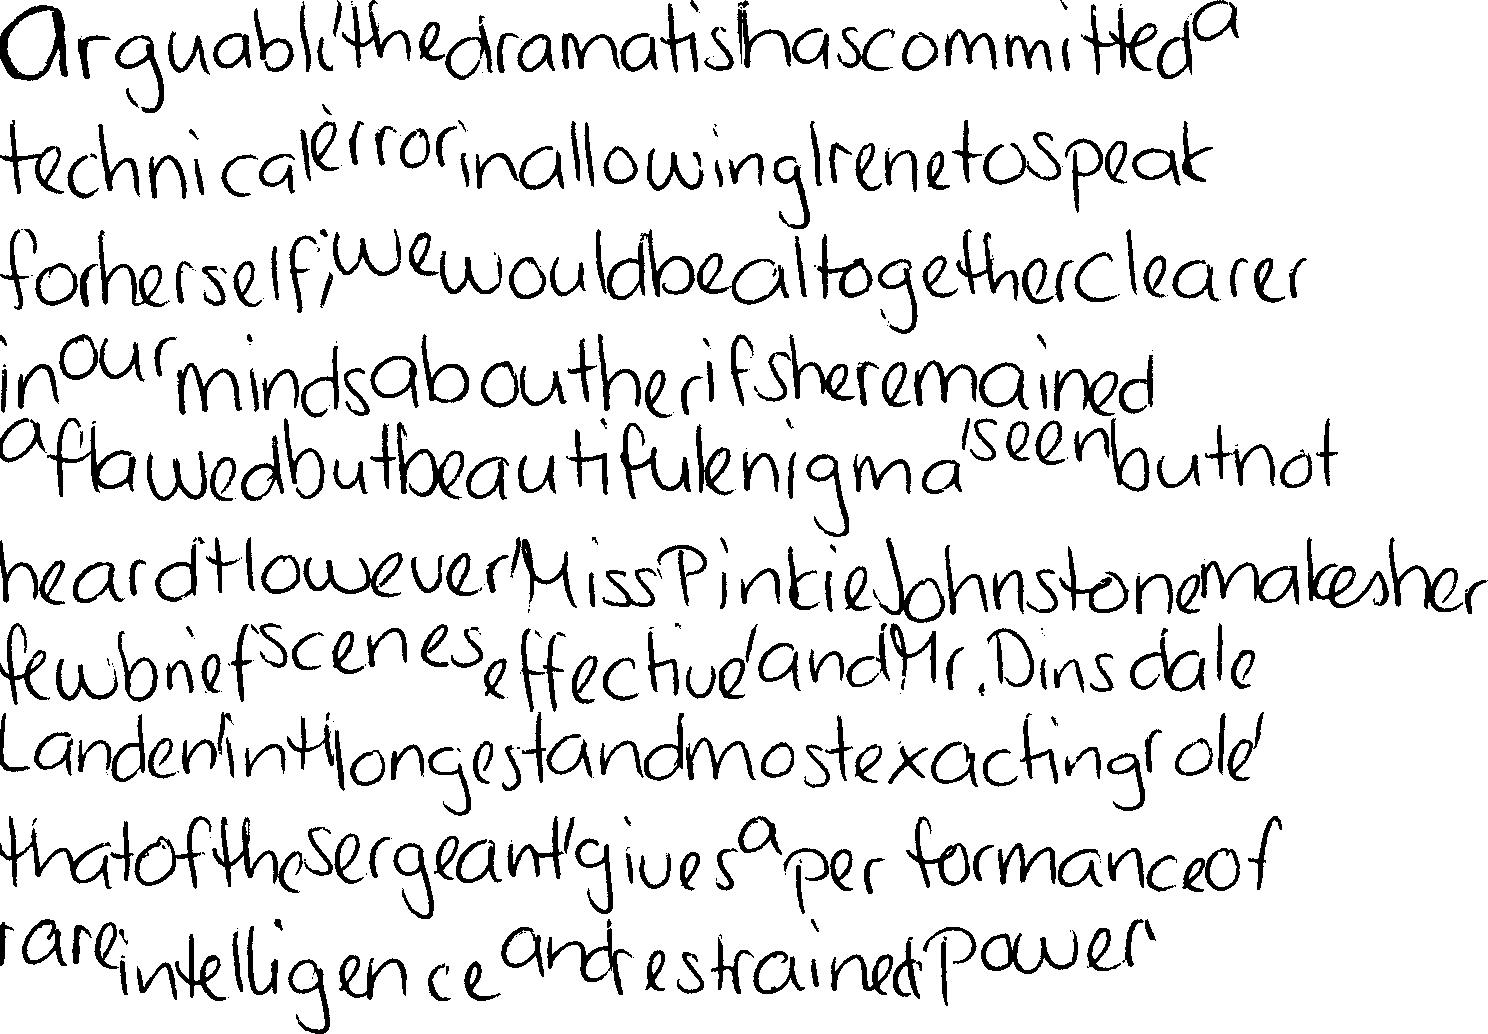 Arguabl' the dramatist has committed a
technical error in allowing Irene to speak
for herself; we would be altogether clearer
in our minds about her if she remained
a flawed but beautiful enigma' seen but not
heard However' Miss Pinkie Johnstone makes her
few brief scenes effective' and Mr. Dinsdale
Landen' in the longest and most exacting role'
that of the sergeant' gives a performance of
rare intelligence and restrained power